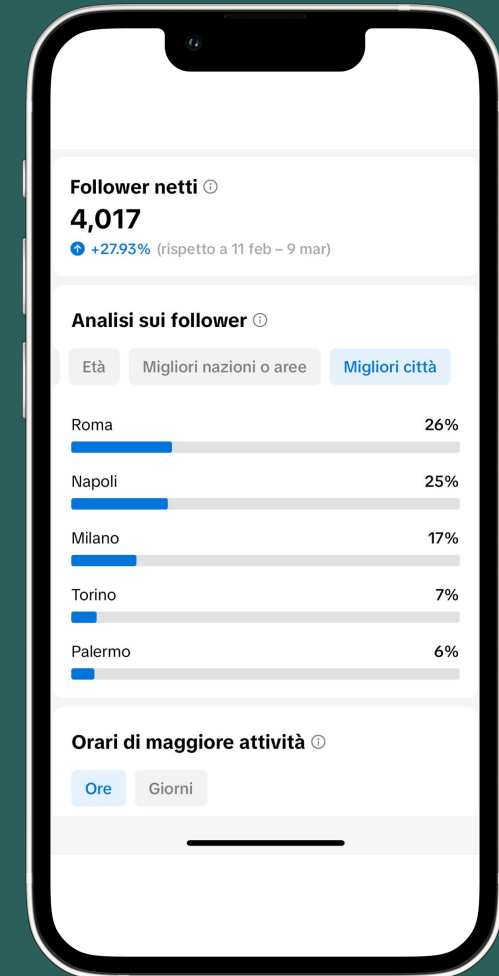 Follower netti
4,017
+27.93% (rispetto a 11 feb – 9 mar)
Analisi sui follower
Età Migliori nazioni o aree Migliori città
Roma 26%
Napoli 25%
Milano 17%
Torino 7%
Palermo 6%
Orari di maggiore attività
Ore Giorni